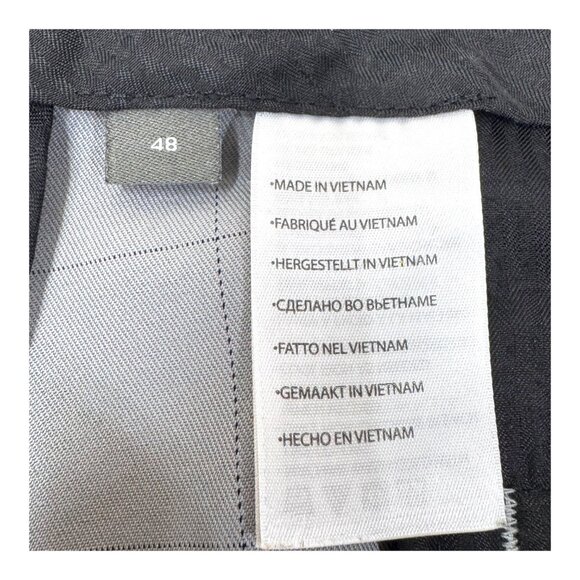 48
•MADE IN VIETNAM
•FABRIQUÉ AU VIETNAM
•HERGESTELLT IN VIETNAM
•СДЕЛАНО ВО ВЬЕТНАМЕ
•FATTO NEL VIETNAM
•GEMAAKT IN VIETNAM
•HECHO EN VIETNAM